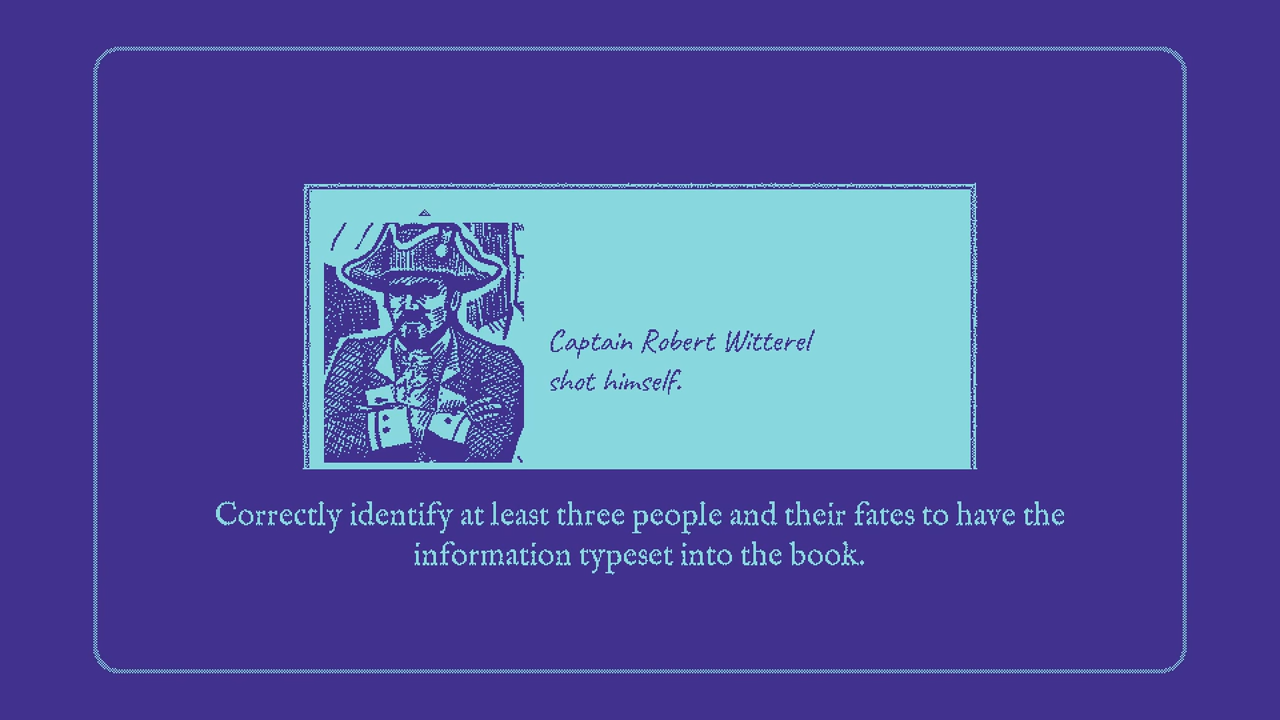 Captain Robert Witterel
shot himself.
Correctly identify at least three people and their fates to have the
information typeset into the book.